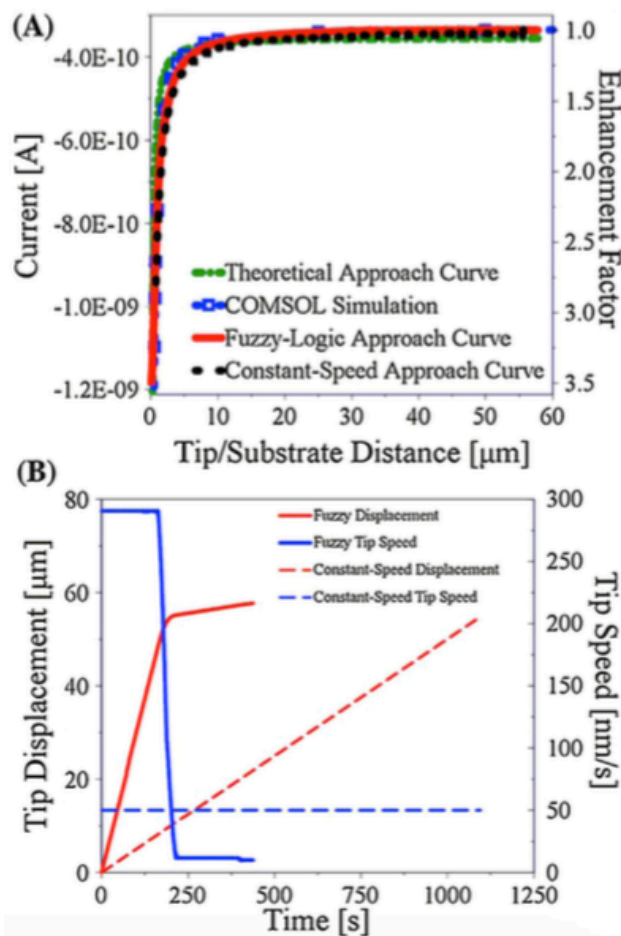 (A)
-4.0E-10
-6.0E-10
-8.0E-10
-1.0E-09
-1.2E-09
Current [A]
Theoretical Approach Curve
COMSOL Simulation
Fuzzy-Logic Approach Curve
Constant-Speed Approach Curve
1.0
1.5
2.0
2.5
3.0
3.5
Enhancement Factor
0 10 20 30 40 50 60
Tip/Substrate Distance [µm]
(B)
80
60
40
20
0
Tip Displacement [µm]
Fuzzy Displacement
Fuzzy Tip Speed
Constant-Speed Displacement
Constant-Speed Tip Speed
300
250
200
150
100
50
0
Tip Speed [nm/s]
0 250 500 750 1000 1250
Time [s]